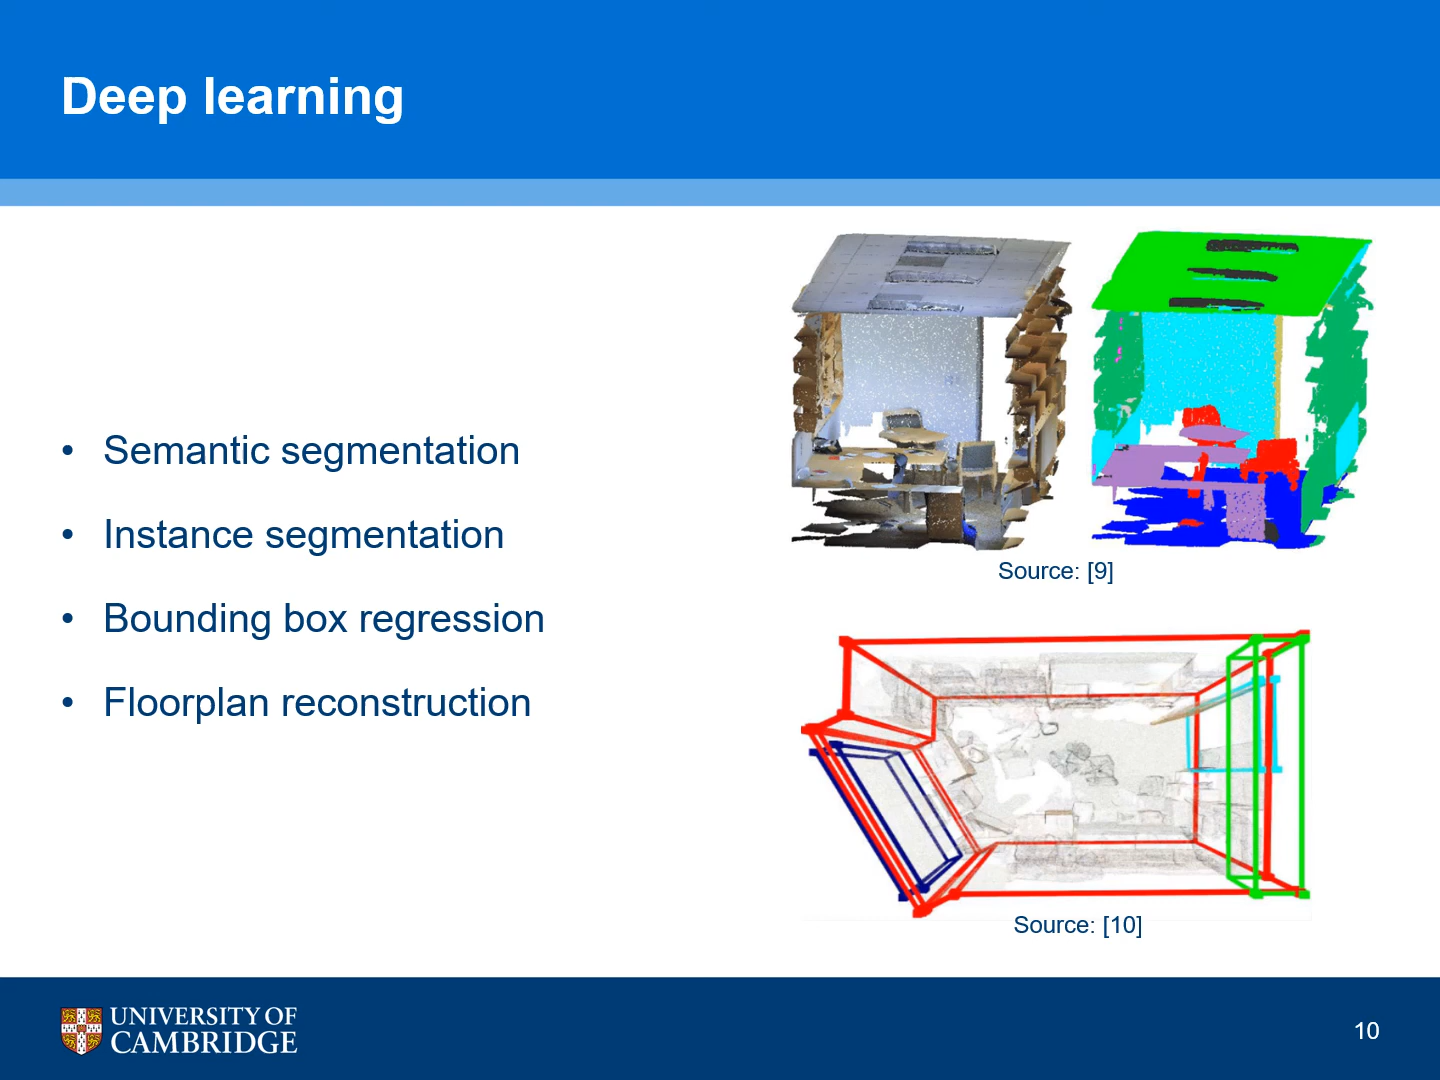 Deep learning
• Semantic segmentation
• Instance segmentation
• Bounding box regression
• Floorplan reconstruction
Source: [9]
Source: [10]
UNIVERSITY OF
CAMBRIDGE
10